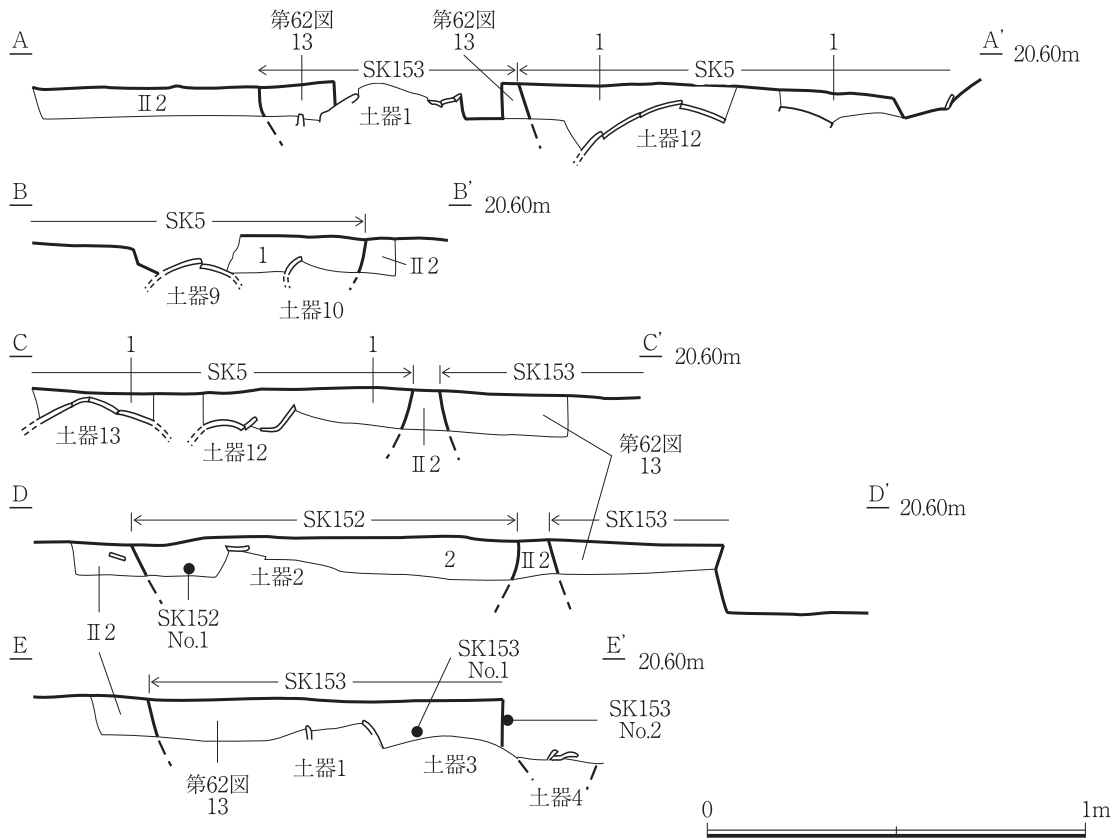 第62図
13
第62図
13
1
1
A
A'
20.60m
SK153
SK5
Ⅱ2
土器1
土器12
B
B'
20.60m
SK5
1
Ⅱ2
土器9
土器10
C
1
1
C'
20.60m
SK5
SK153
土器13
土器12
Ⅱ2
第62図
13
D
D'
20.60m
SK152
SK153
2
Ⅱ2
土器2
SK152
No.1
Ⅱ2
E
SK153
No.1
E'
20.60m
SK153
SK153
No.2
土器1
土器3
第62図
13
土器4
0
1m